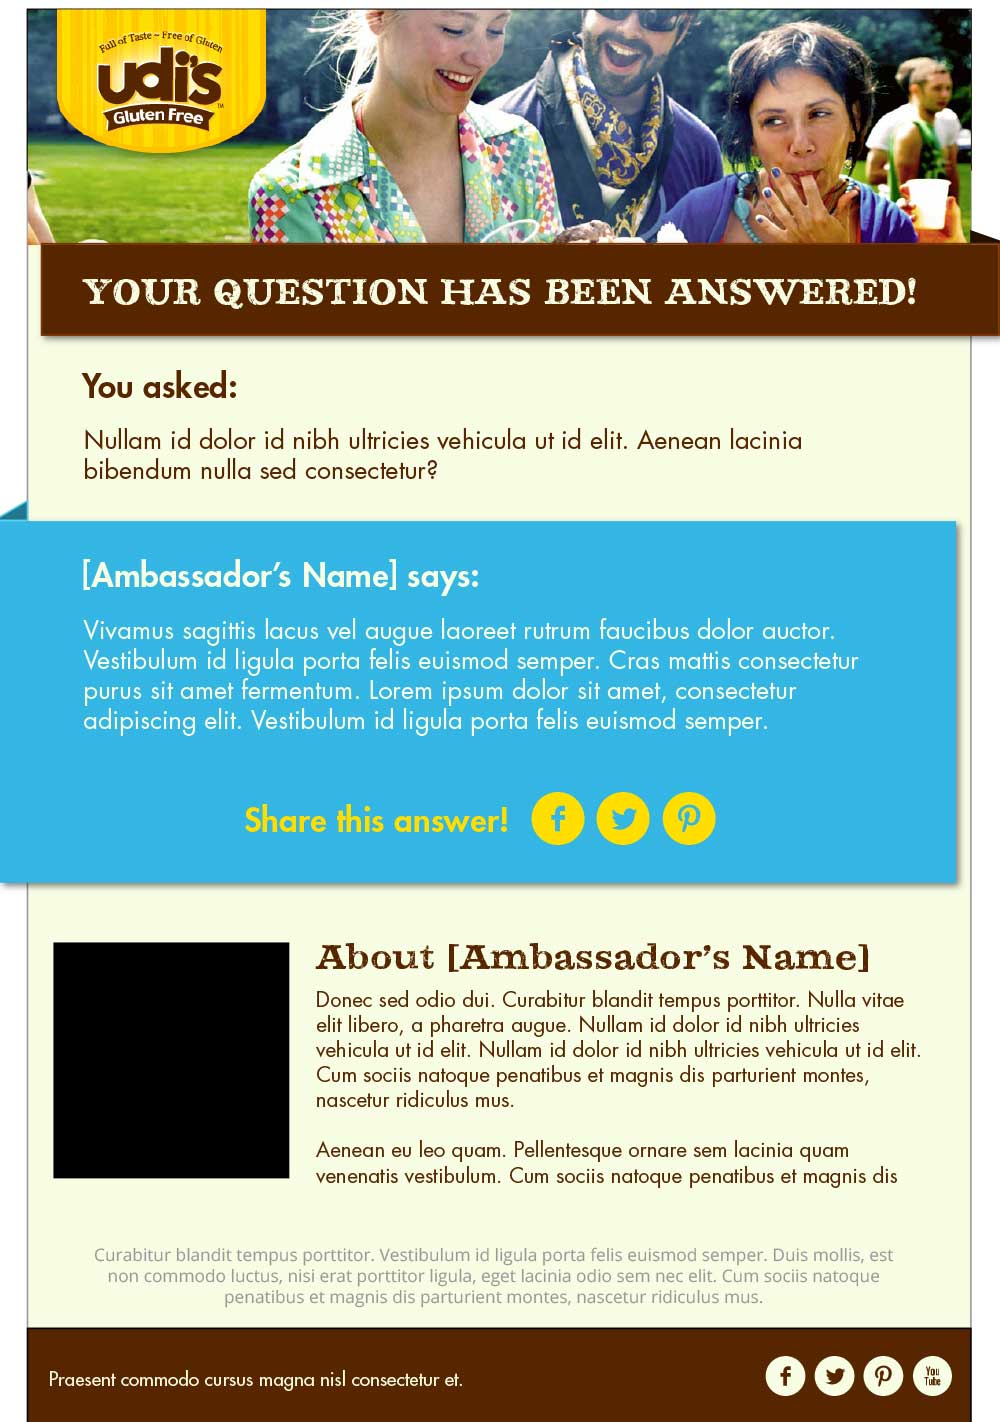 Full of Taste ~ Free of Gluten
udi's
TM
Gluten Free
YOUR QUESTION HAS BEEN ANSWERED!
You asked:
Nullam id dolor id nibh ultricies vehicula ut id elit. Aenean lacinia
bibendum nulla sed consectetur?
[Ambassador's Name] says:
Vivamus sagittis lacus vel augue laoreet rutrum faucibus dolor auctor.
Vestibulum id ligula porta felis euismod semper. Cras mattis consectetur
purus sit amet fermentum. Lorem ipsum dolor sit amet, consectetur
adipiscing elit. Vestibulum id ligula porta felis euismod semper.
Share this answer!
About [Ambassador's Name]
Donec sed odio dui. Curabitur blandit tempus porttitor. Nulla vitae
elit libero, a pharetra augue. Nullam id dolor id nibh ultricies
vehicula ut id elit. Nullam id dolor id nibh ultricies vehicula ut id elit.
Cum sociis natoque penatibus et magnis dis parturient montes,
nascetur ridiculus mus.
Aenean eu leo quam. Pellentesque ornare sem lacinia quam
venenatis vestibulum. Cum sociis natoque penatibus et magnis dis
Curabitur blandit tempus porttitor. Vestibulum id ligula porta felis euismod semper. Duis mollis, est
non commodo luctus, nisi erat porttitor ligula, eget lacinia odio sem nec elit. Cum sociis natoque
penatibus et magnis dis parturient montes, nascetur ridiculus mus.
Praesent commodo cursus magna nisl consectetur et.
You
Tube